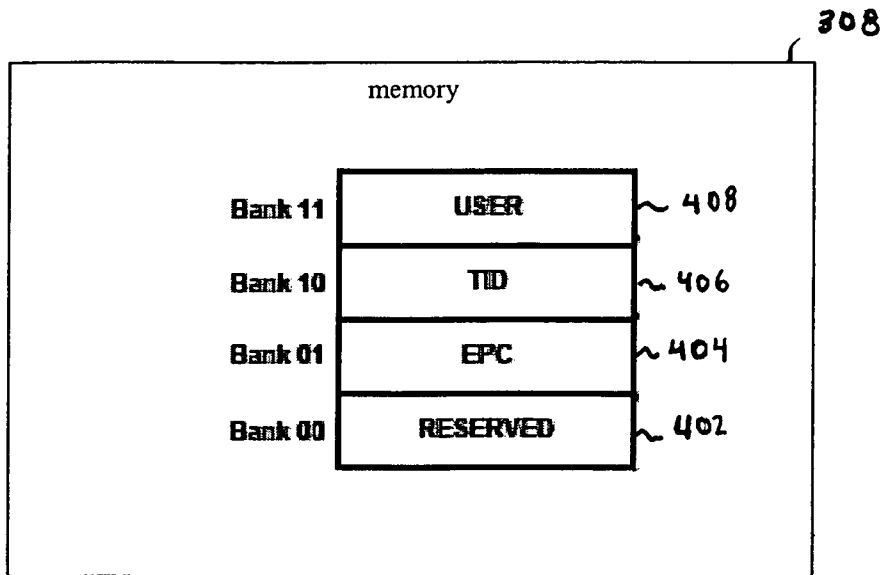 308
memory
Bank 11 USER 408
Bank 10 TID 406
Bank 01 EPC 404
Bank 00 RESERVED 402